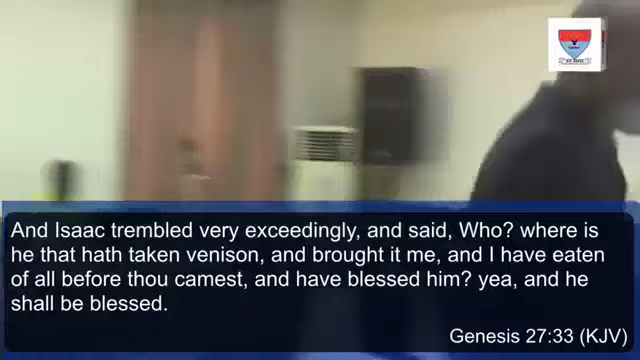 And Isaac trembled very exceedingly, and said, Who? where is
he that hath taken venison, and brought it me, and I have eaten
of all before thou camest, and have blessed him? yea, and he
shall be blessed.
Genesis 27:33 (KJV)